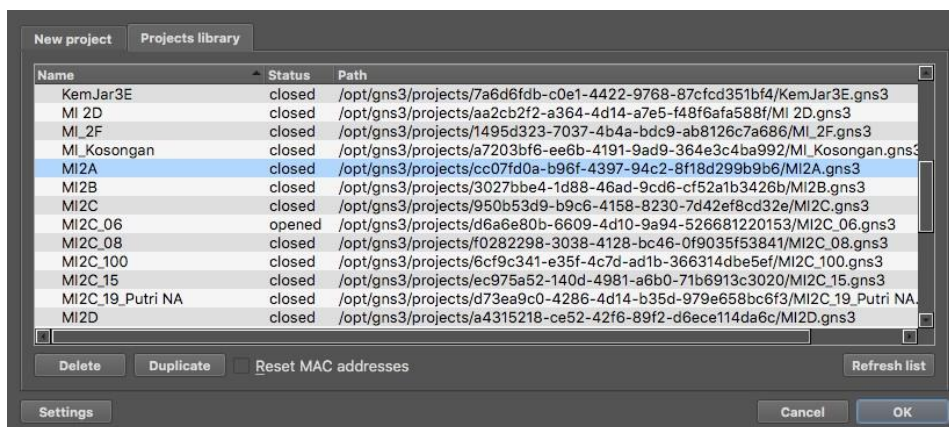 New project Projects library
Name Status Path
KemJar3E closed /opt/gns3/projects/7a6d6fdb-c0e1-4422-9768-87cfcd351bf4/KemJar3E.gns3
MI 2D closed /opt/gns3/projects/aa2cb2f2-a364-4d14-a7e5-f48f6afa588f/MI 2D.gns3
MI_2F closed /opt/gns3/projects/1495d323-7037-4b4a-bdc9-ab8126c7a686/MI_2F.gns3
MI_Kosongan closed /opt/gns3/projects/a7203bf6-ee6b-4191-9ad9-364e3c4ba992/MI_Kosongan.gns3
MI2A closed /opt/gns3/projects/cc07fd0a-b96f-4397-94c2-8f18d299b9b6/MI2A.gns3
MI2B closed /opt/gns3/projects/3027bbe4-1d88-46ad-9cd6-cf52a1b3426b/MI2B.gns3
MI2C closed /opt/gns3/projects/950b53d9-b9c6-4158-8230-7d42ef8cd32e/MI2C.gns3
MI2C_06 opened /opt/gns3/projects/d6a6e80b-6609-4d10-9a94-526681220153/MI2C_06.gns3
MI2C_08 closed /opt/gns3/projects/f0282298-3038-4128-bc46-0f9035f53841/MI2C_08.gns3
MI2C_100 closed /opt/gns3/projects/6cf9c341-e35f-4c7d-ad1b-366314dbe5ef/MI2C_100.gns3
MI2C_15 closed /opt/gns3/projects/ec975a52-140d-4981-a6b0-71b6913c3020/MI2C_15.gns3
MI2C_19_Putri NA closed /opt/gns3/projects/d73ea9c0-4286-4d14-b35d-979e658bc6f3/MI2C_19_Putri NA.
MI2D closed /opt/gns3/projects/a4315218-ce52-42f6-89f2-d6ece114da6c/MI2D.gns3
Delete Duplicate Reset MAC addresses Refresh list
Settings Cancel OK